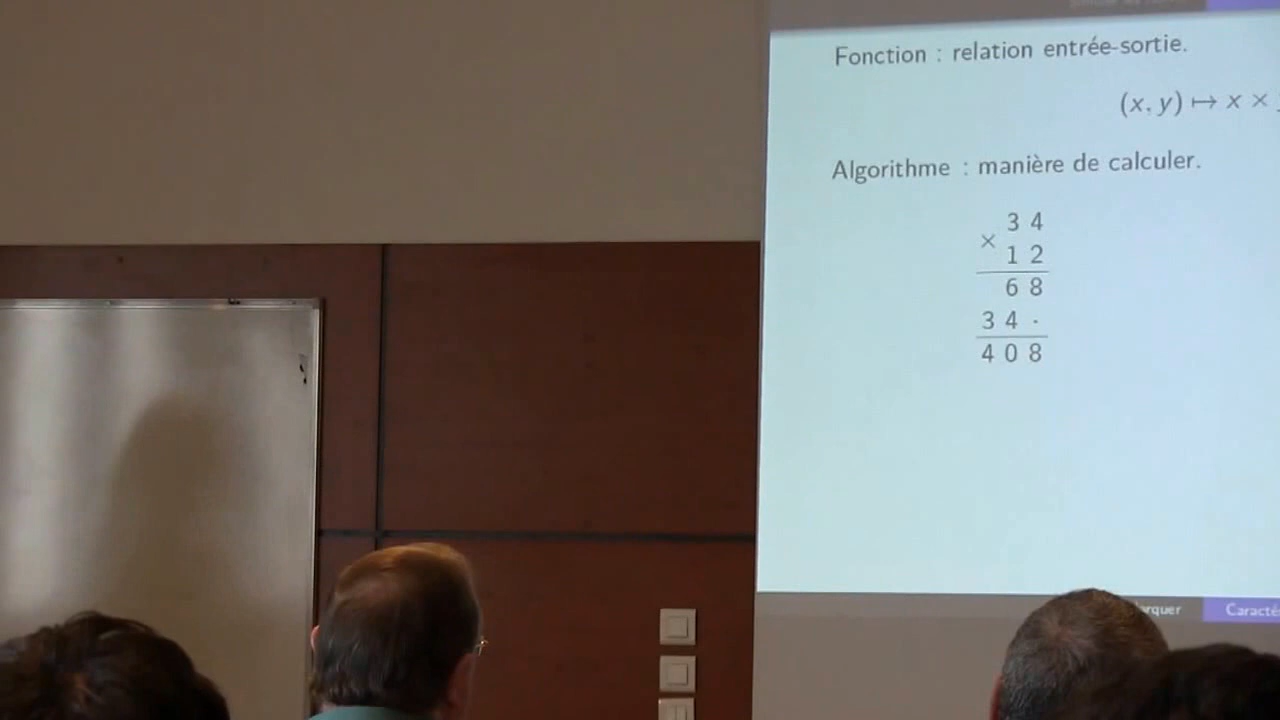 Fonction : relation entrée-sortie.
(x, y) ↦ x ×
Algorithme : manière de calculer.
3 4
×
1 2
6 8
3 4 ·
4 0 8